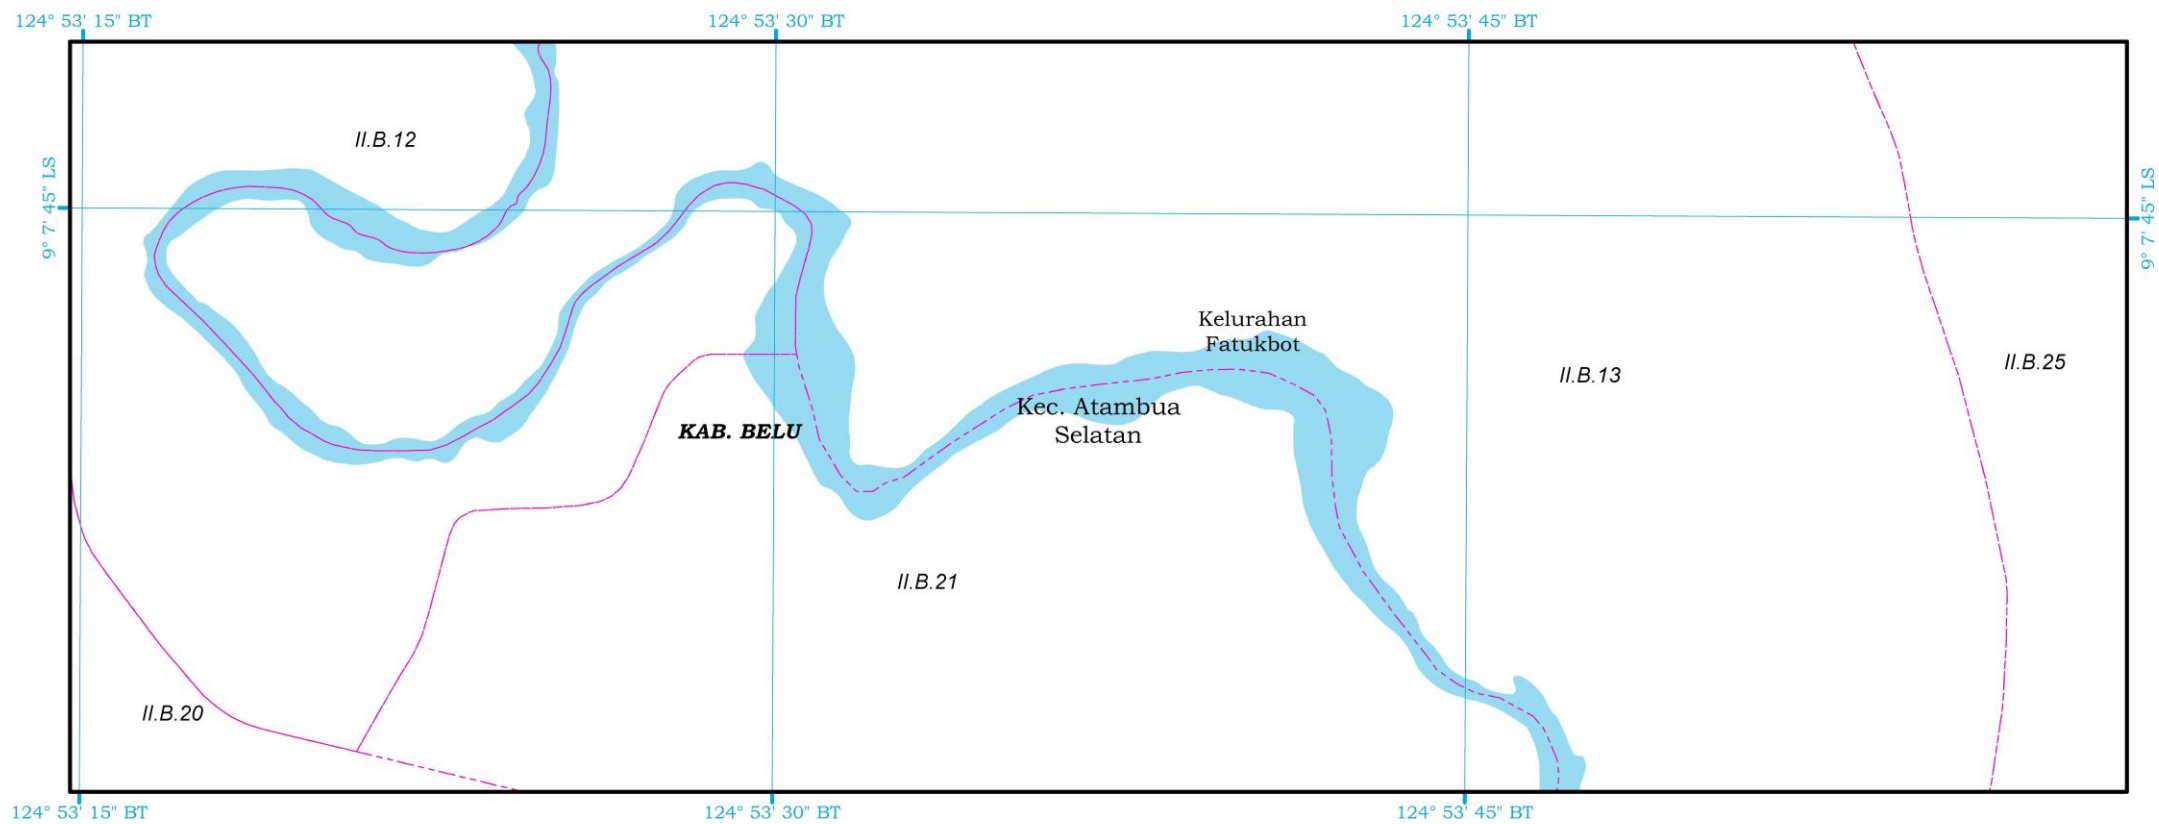 124° 53' 15" BT
124° 53' 30" BT
124° 53' 45" BT
II.B.12
9° 7' 45" LS
9° 7' 45" LS
Kelurahan
Fatukbot
II.B.13
II.B.25
Kec. Atambua
Selatan
KAB. BELU
II.B.21
II.B.20
124° 53' 15" BT
124° 53' 30" BT
124° 53' 45" BT